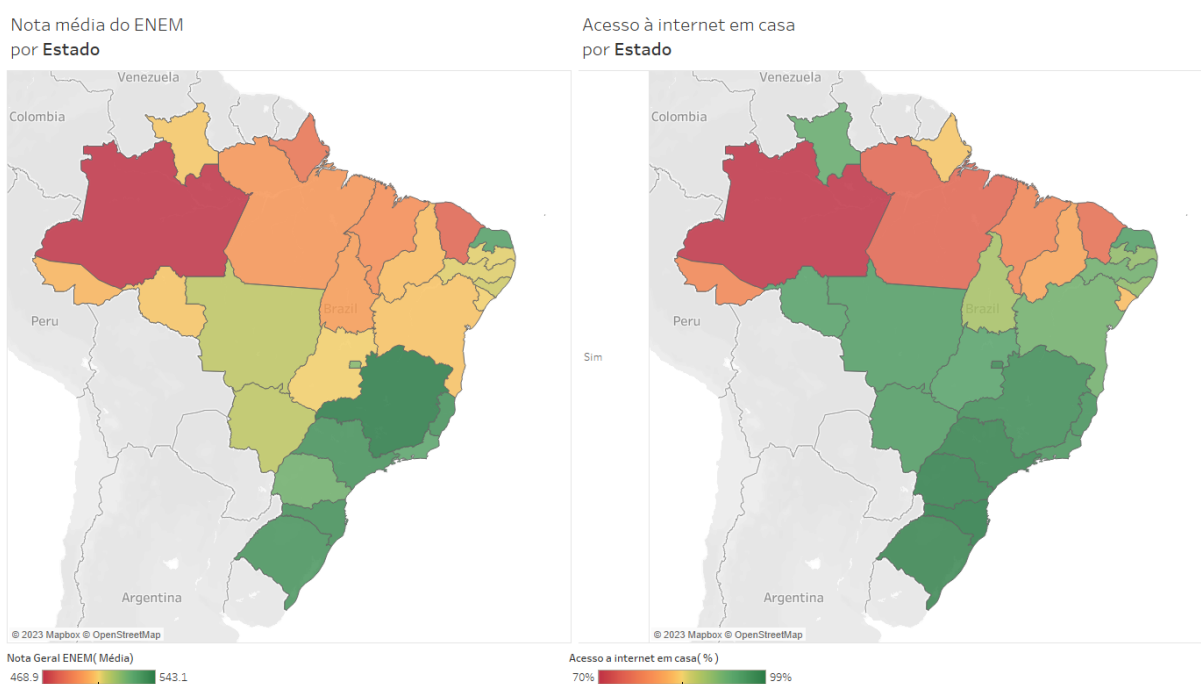 Nota média do ENEM
por Estado
Acesso à internet em casa
por Estado
Venezuela
Colombia
Peru
Brazil
Argentina
© 2023 Mapbox © OpenStreetMap
Sim
Venezuela
Colombia
Peru
Brazil
Argentina
© 2023 Mapbox © OpenStreetMap
Nota Geral ENEM( Média)
468.9 543.1
Acesso a internet em casa( % )
70% 99%